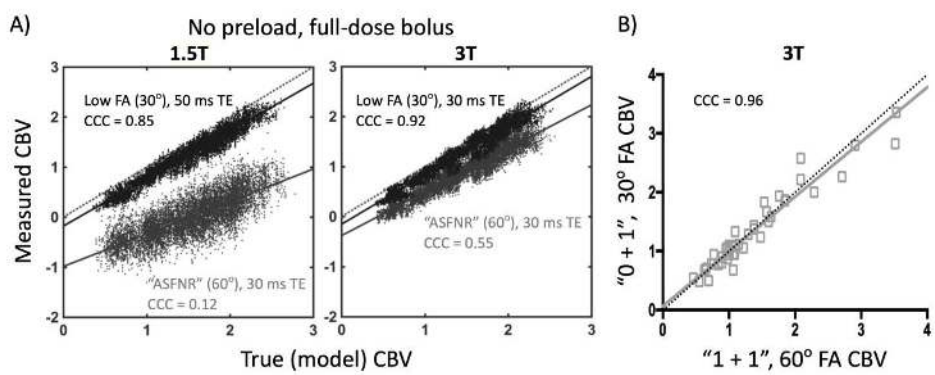 A)
No preload, full-dose bolus
1.5T
3T
Measured CBV
3
2
1
0
-1
0
1
2
3
Low FA (30°), 50 ms TE
CCC = 0.85
"ASFNR" (60°), 30 ms TE
CCC = 0.12
3
2
1
0
-1
0
1
2
3
Low FA (30°), 30 ms TE
CCC = 0.92
"ASFNR" (60°), 30 ms TE
CCC = 0.55
True (model) CBV
B)
3T
"0 + 1", 30° FA CBV
4
3
2
1
0
0
1
2
3
4
CCC = 0.96
"1 + 1", 60° FA CBV